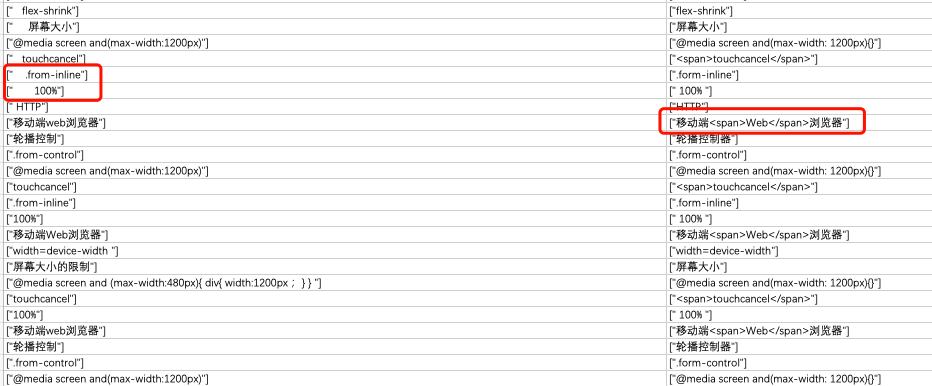 ["   flex-shrink"] ["flex-shrink"]
["     屏幕大小"] ["屏幕大小"]
["@media screen and(max-width:1200px)"] ["@media screen and(max-width: 1200px){}"]
["   touchcancel"] ["<span>touchcancel</span>"]
["    .from-inline"] [".form-inline"]
["       100%"] [" 100% "]
[" HTTP"] ["HTTP"]
["移动端web浏览器"] ["移动端<span>Web</span>浏览器"]
["轮播控制"] ["轮播控制器"]
[".from-control"] [".form-control"]
["@media screen and(max-width:1200px)"] ["@media screen and(max-width: 1200px){}"]
["touchcancel"] ["<span>touchcancel</span>"]
[".from-inline"] [".form-inline"]
["100%"] [" 100% "]
["移动端Web浏览器"] ["移动端<span>Web</span>浏览器"]
["width=device-width "] ["width=device-width"]
["屏幕大小的限制"] ["屏幕大小"]
["@media screen and (max-width:480px){ div{ width:1200px； } } "] ["@media screen and(max-width: 1200px){}"]
["touchcancel"] ["<span>touchcancel</span>"]
["100%"] [" 100% "]
["移动端web浏览器"] ["移动端<span>Web</span>浏览器"]
["轮播控制"] ["轮播控制器"]
[".from-control"] [".form-control"]
["@media screen and(max-width:1200px)"] ["@media screen and(max-width: 1200px){}"]